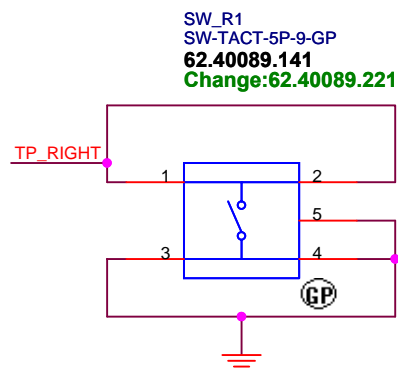 SW_R1
SW-TACT-5P-9-GP
62.40089.141
Change:62.40089.221
TP_RIGHT
1
2
5
3
4
GP